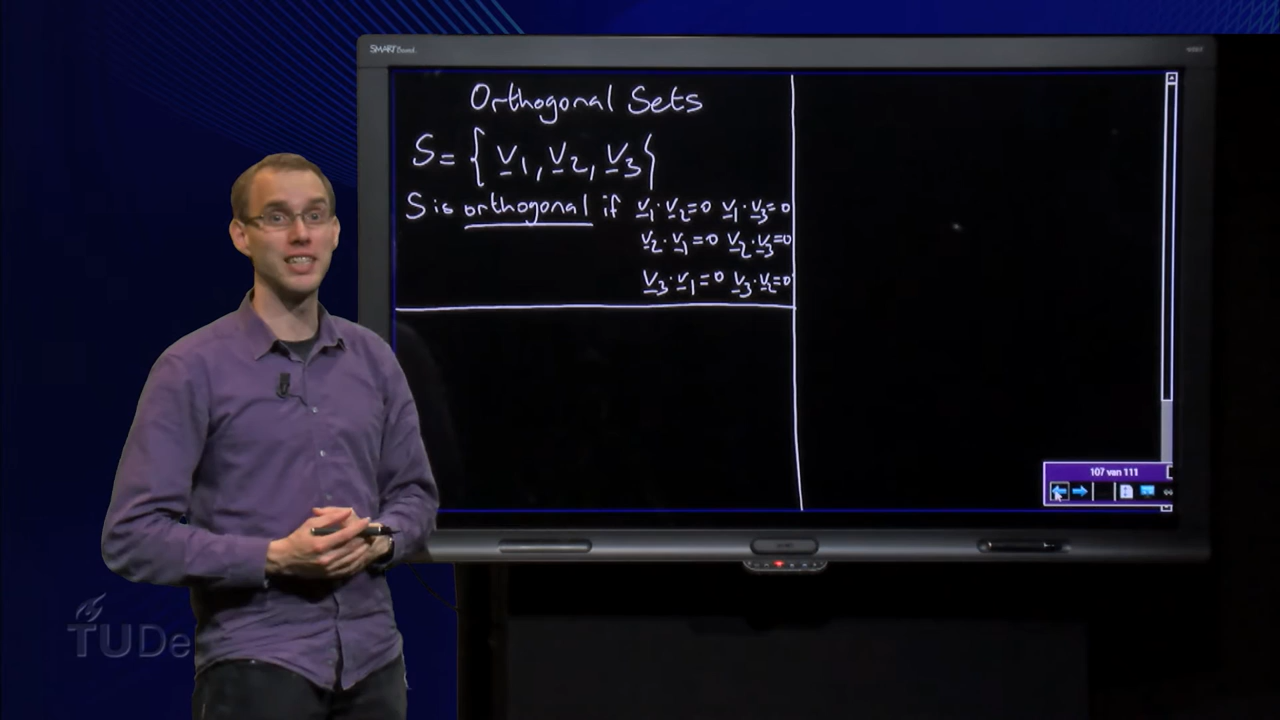 SMART Board
Orthogonal Sets
S = { v1, v2, v3 }
S is orthogonal if v1 · v2 = 0 v1 · v3 = 0
v2 · v1 = 0 v2 · v3 = 0
v3 · v1 = 0 v3 · v2 = 0
107 van 111
TUDe